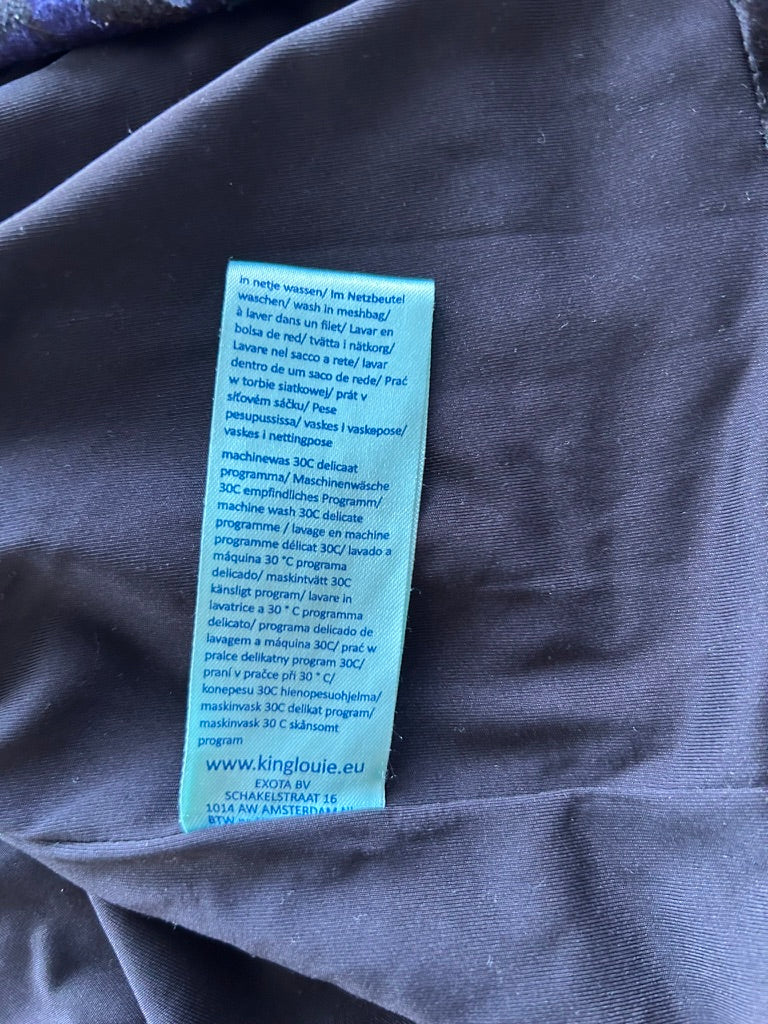 in netje wassen/ Im Netzbeutel
waschen/ wash in meshbag/
à laver dans un filet/ Lavar en
bolsa de red/ tvätta i nätkorg/
Lavare nel sacco a rete/ lavar
dentro de um saco de rede/ Prać
w torbie siatkowej/ prát v
síťovém sáčku/ Pese
pesupussissa/ vaskes i vaskepose/
vaskes i nettingpose
machinewas 30C delicaat
programma/ Maschinenwäsche
30C empfindliches Programm/
machine wash 30C delicate
programme / lavage en machine
programme délicat 30C/ lavado a
máquina 30 °C programa
delicado/ maskintvätt 30C
känsligt program/ lavare in
lavatrice a 30 ° C programma
delicato/ programa delicado de
lavagem a máquina 30C/ prać w
pralce delikatny program 30C/
praní v pračce při 30 ° C/
konepesu 30C hienopesuohjelma/
maskinvask 30C delikat program/
maskinvask 30 C skånsomt
program
www.kinglouie.eu
EXOTA BV
SCHAKELSTRAAT 16
1014 AW AMSTERDAM NL
BTW